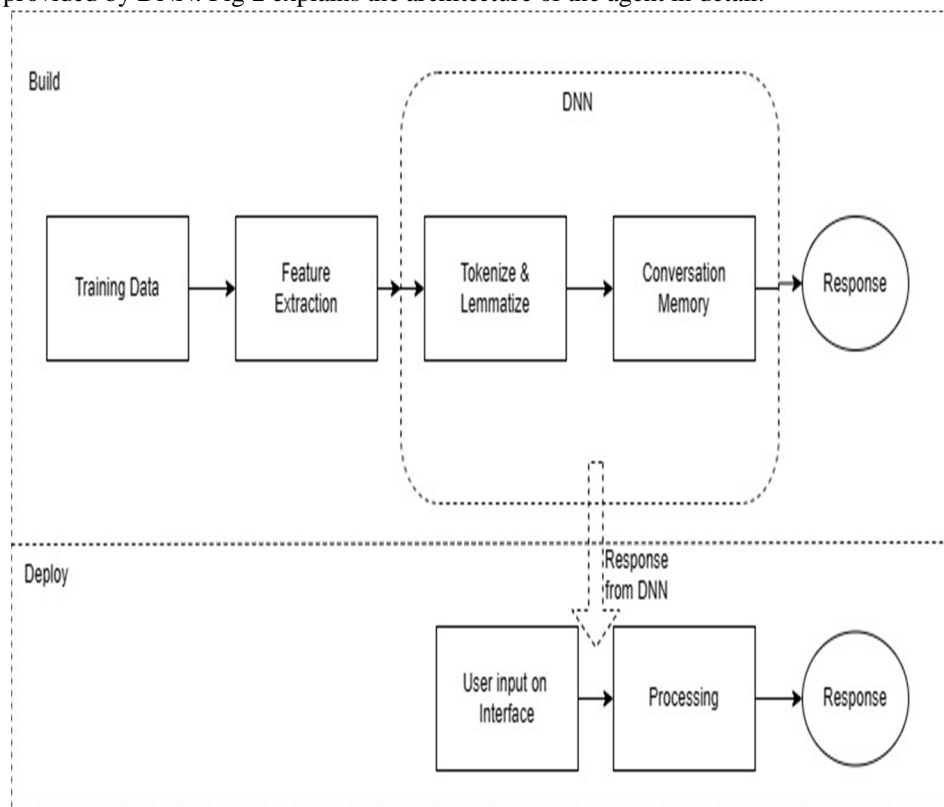 provided by DNN. Fig-2 explains the architecture of the agent in detail.
Build
DNN
Training Data
Feature
Extraction
Tokenize &
Lemmatize
Conversation
Memory
Response
Deploy
Response
from DNN
User input on
Interface
Processing
Response